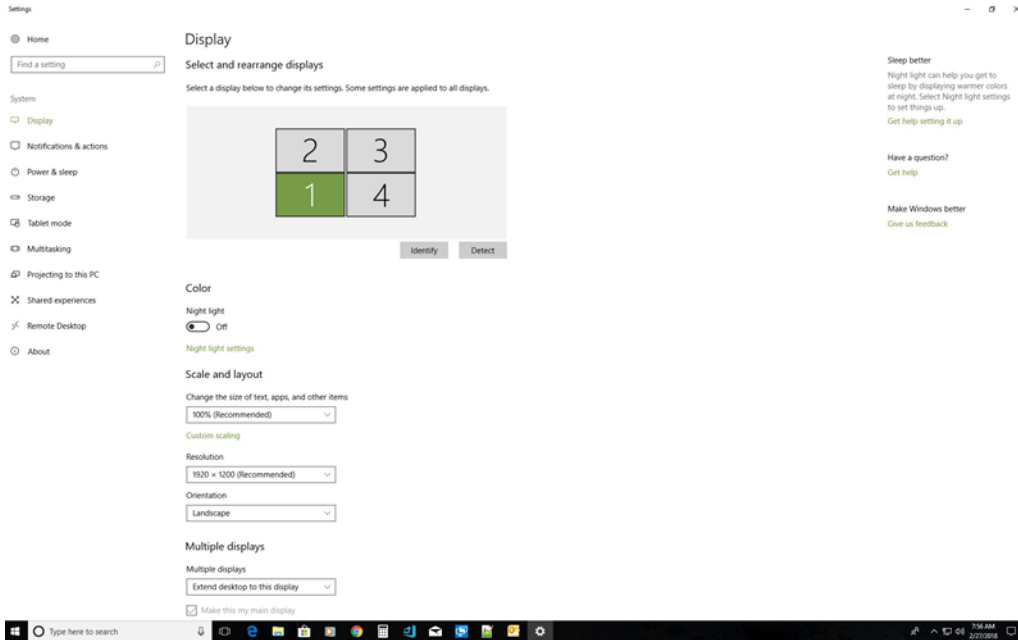 Settings
Home
Find a setting
System
Display
Notifications & actions
Power & sleep
Storage
Tablet mode
Multitasking
Projecting to this PC
Shared experiences
Remote Desktop
About
Display
Select and rearrange displays
Select a display below to change its settings. Some settings are applied to all displays.
2 3
1 4
Identify Detect
Color
Night light
Off
Night light settings
Scale and layout
Change the size of text, apps, and other items
100% (Recommended)
Custom scaling
Resolution
1920 × 1200 (Recommended)
Orientation
Landscape
Multiple displays
Multiple displays
Extend desktop to this display
Make this my main display
Sleep better
Night light can help you get to
sleep by displaying warmer colors
at night. Select Night light settings
to set things up.
Get help setting it up
Have a question?
Get help
Make Windows better
Give us feedback
Type here to search
7:56 AM
2/27/2018